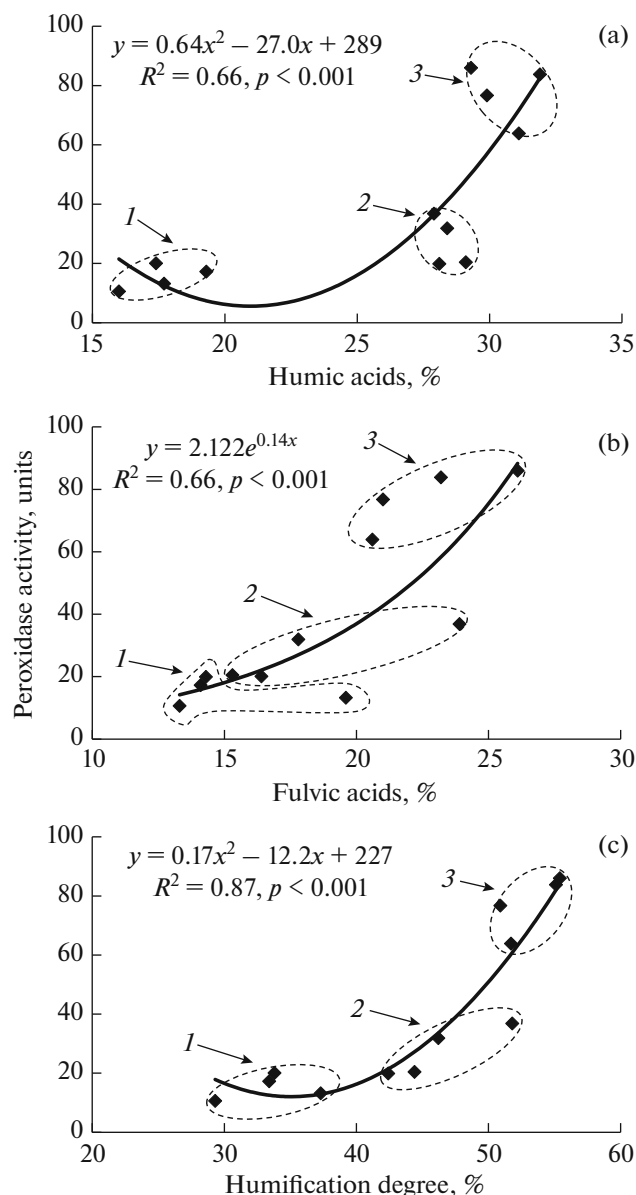 100
80
60
40
20
0
y = 0.64x² − 27.0x + 289
R² = 0.66, p < 0.001
(a)
3
2
1
15 20 25 30 35
Humic acids, %
Peroxidase activity, units
100
80
60
40
20
0
y = 2.122e^0.14x
R² = 0.66, p < 0.001
(b)
3
2
1
10 15 20 25 30
Fulvic acids, %
100
80
60
40
20
0
y = 0.17x² − 12.2x + 227
R² = 0.87, p < 0.001
(c)
3
2
1
20 30 40 50 60
Humification degree, %